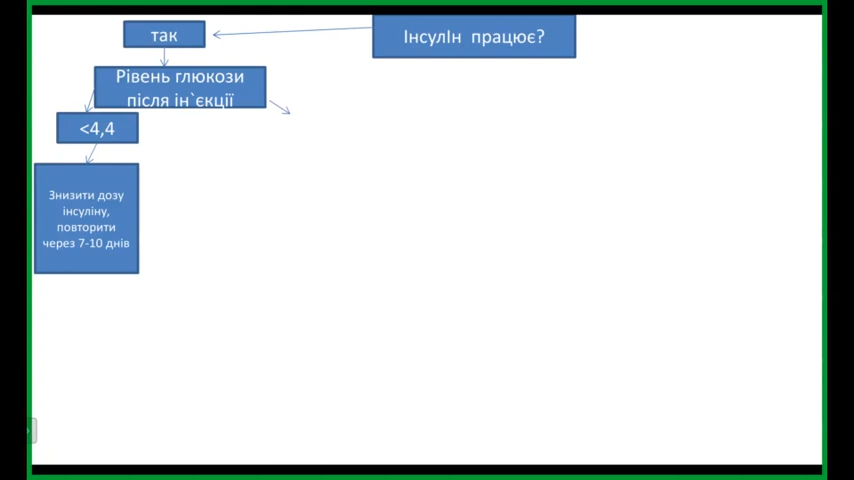 так
ІнсулІн працює?
Рівень глюкози
після ін`єкції
<4,4
Знизити дозу
інсуліну,
повторити
через 7-10 днів